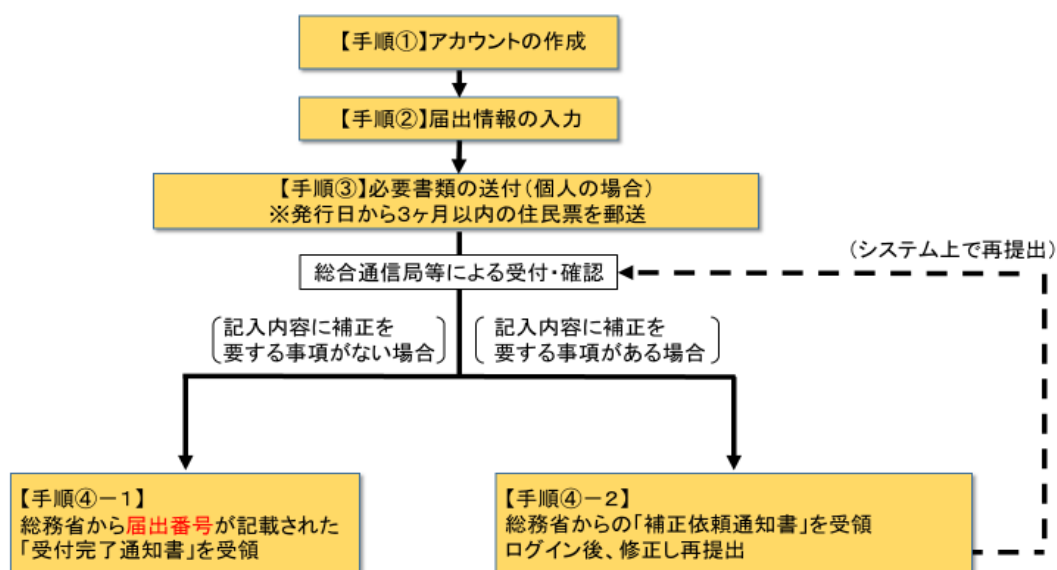 【手順①】アカウントの作成
【手順②】届出情報の入力
【手順③】必要書類の送付(個人の場合)
※発行日から3ヶ月以内の住民票を郵送
(システム上で再提出)
総合通信局等による受付・確認
記入内容に補正を
要する事項がない場合
記入内容に補正を
要する事項がある場合
【手順④－1】
総務省から届出番号が記載された
「受付完了通知書」を受領
【手順④－2】
総務省からの「補正依頼通知書」を受領
ログイン後、修正し再提出